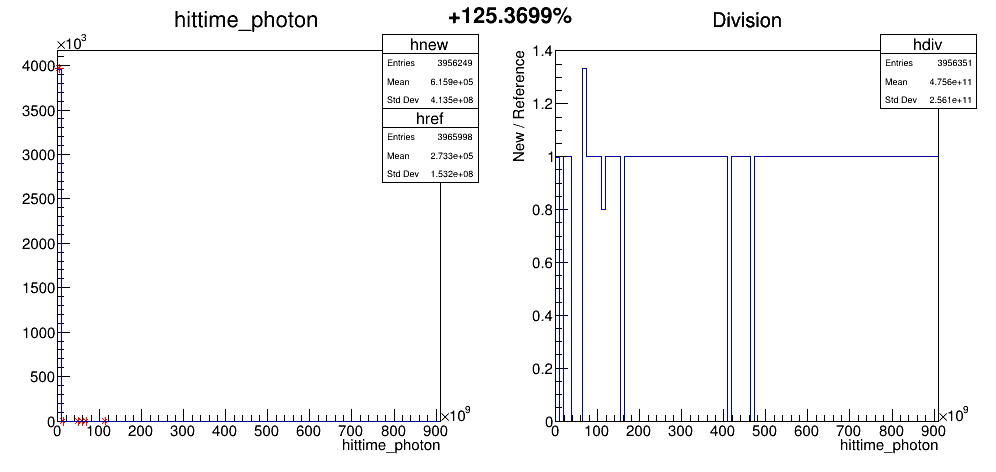 +125.3699%
hittime_photon
×10³
4000
3500
3000
2500
2000
1500
1000
500
0
0 100 200 300 400 500 600 700 800 900
×10⁹
hittime_photon
hnew
Entries 3956249
Mean 6.159e+05
Std Dev 4.135e+08
href
Entries 3965998
Mean 2.733e+05
Std Dev 1.532e+08
Division
New / Reference
1.4
1.2
1
0.8
0.6
0.4
0.2
0
0 100 200 300 400 500 600 700 800 900
×10⁹
hittime_photon
hdiv
Entries 3956351
Mean 4.756e+11
Std Dev 2.561e+11